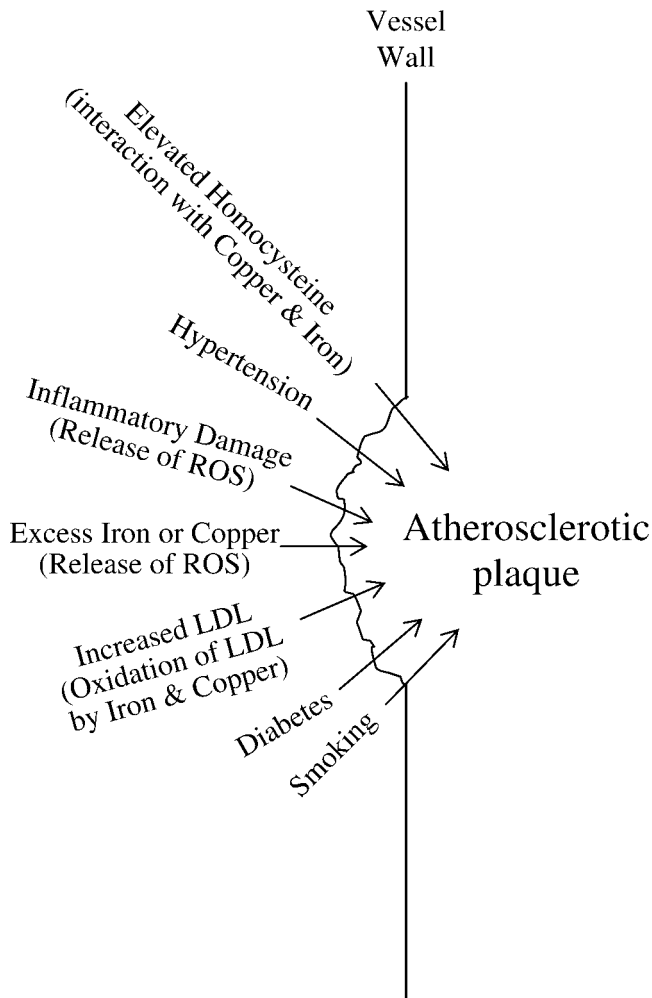 Vessel
Wall
Elevated Homocysteine
(interaction with Copper & Iron)
Hypertension
Inflammatory Damage
(Release of ROS)
Excess Iron or Copper
(Release of ROS)
Increased LDL
(Oxidation of LDL
by Iron & Copper)
Diabetes
Smoking
Atherosclerotic
plaque